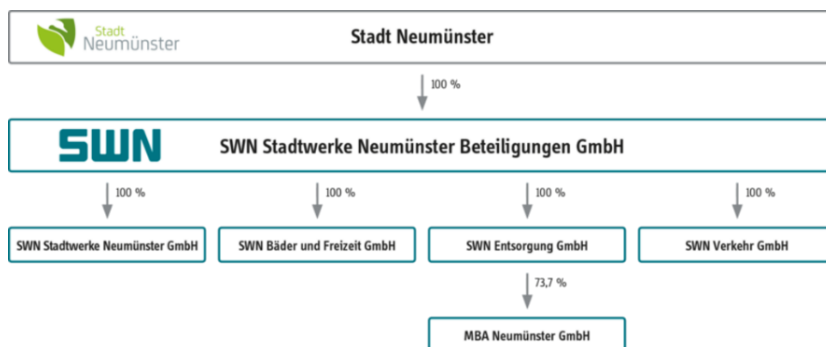 Stadt
Neumünster
Stadt Neumünster
100 %
SWN
SWN Stadtwerke Neumünster Beteiligungen GmbH
100 %
100 %
100 %
100 %
SWN Stadtwerke Neumünster GmbH
SWN Bäder und Freizeit GmbH
SWN Entsorgung GmbH
SWN Verkehr GmbH
73,7 %
MBA Neumünster GmbH